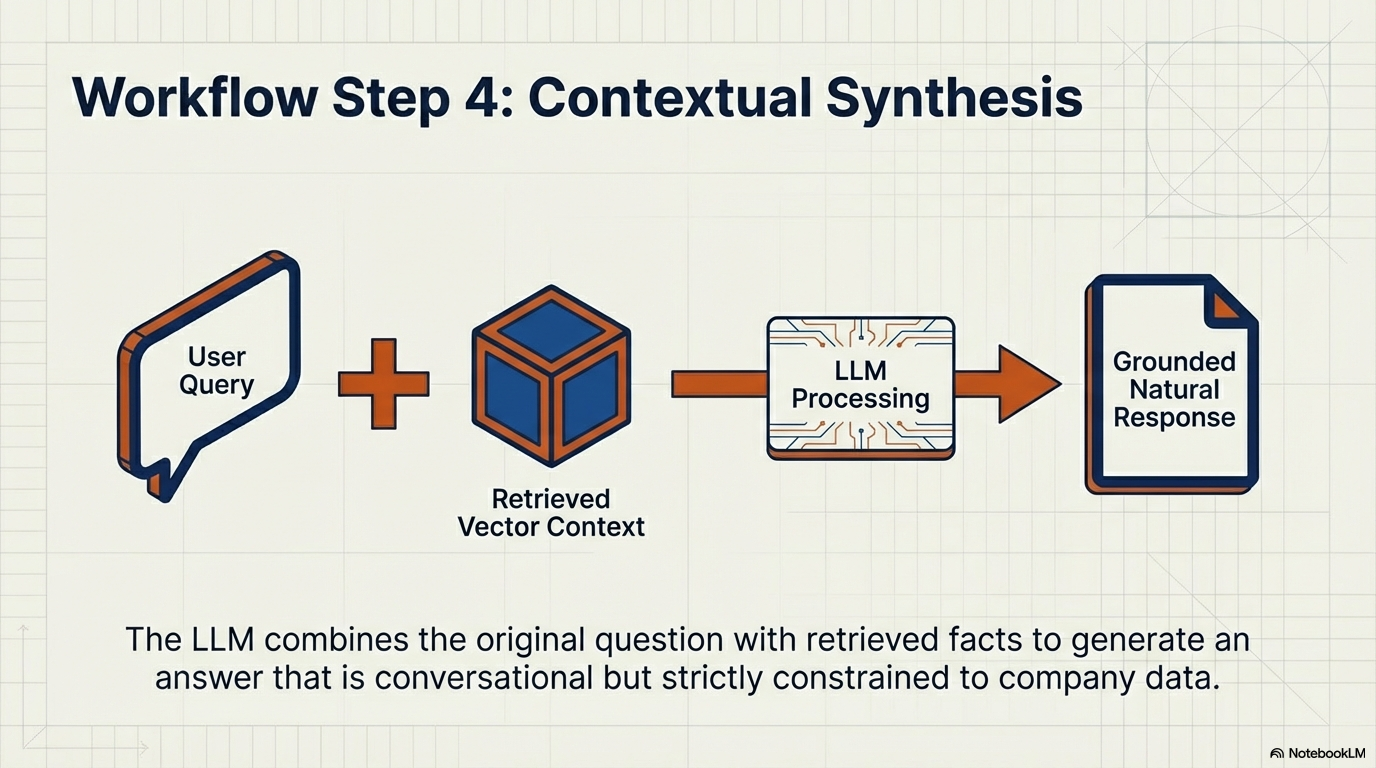 Workflow Step 4: Contextual Synthesis
User
Query
Retrieved
Vector Context
LLM
Processing
Grounded
Natural
Response
The LLM combines the original question with retrieved facts to generate an
answer that is conversational but strictly constrained to company data.
NotebookLM